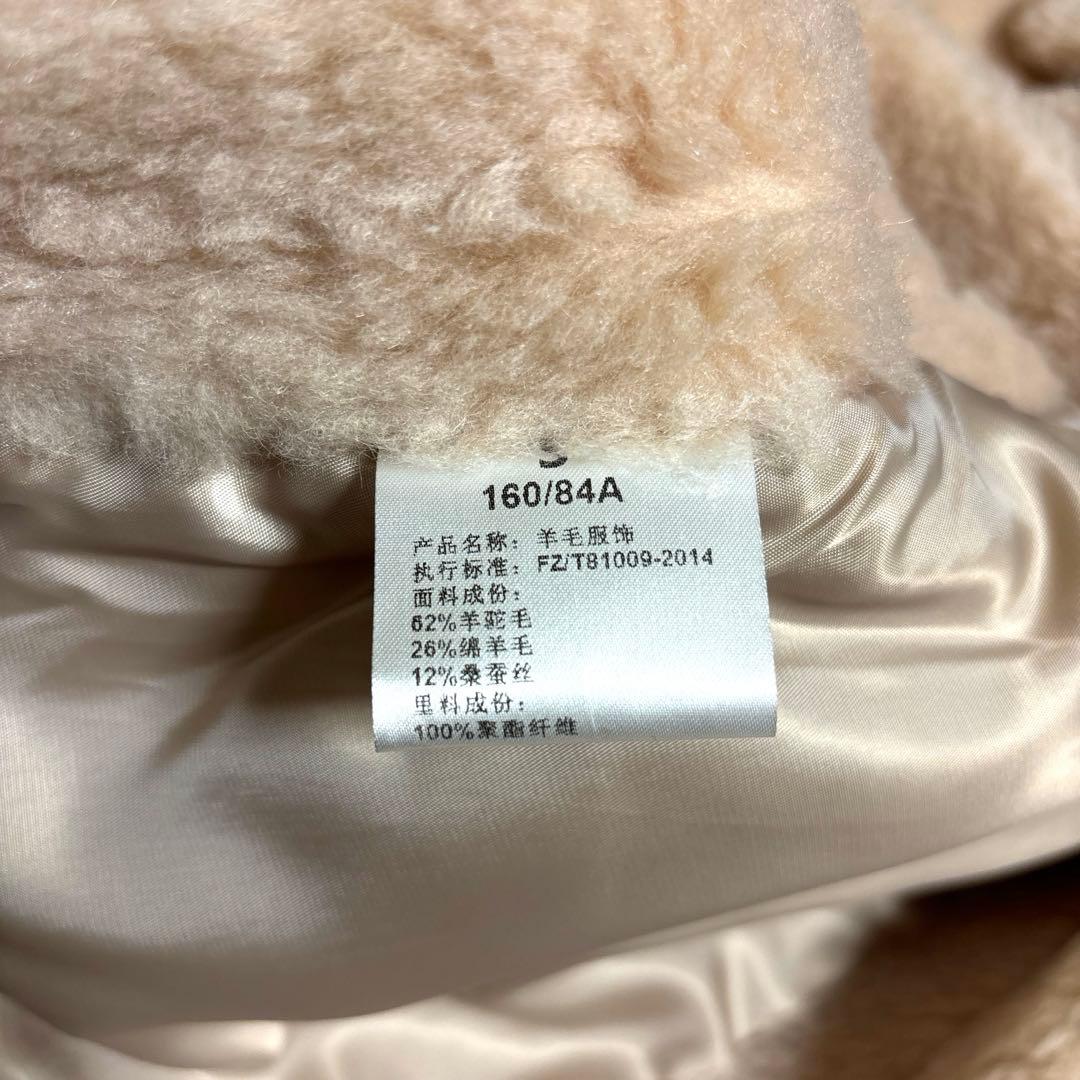 S
160/84A
产品名称：羊毛服饰
执行标准：FZ/T81009-2014
面料成份：
62%羊驼毛
26%绵羊毛
12%桑蚕丝
里料成份：
100%聚酯纤维